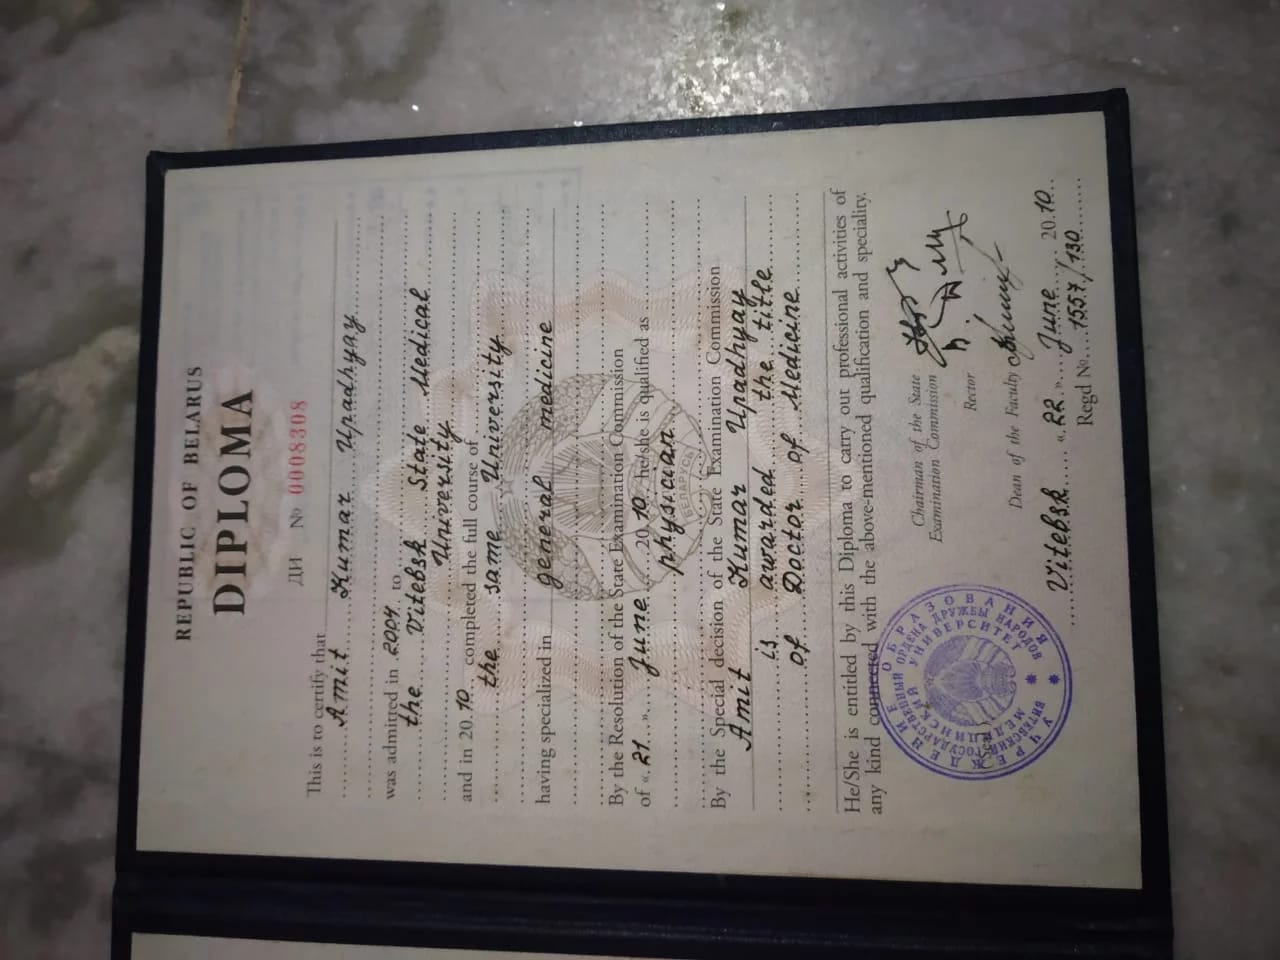 REPUBLIC OF BELARUS
DIPLOMA
ДИ № 0008308
This is to certify that
Amit Kumar Upadhyay
was admitted in 2004 to
the Vitebsk State Medical
University
and in 20 10 completed the full course of
the same University
having specialized in general medicine
By the Resolution of the State Examination Commission
of « 21 » June 20 10 he/she is qualified as
physician
By the Special decision of the State Examination Commission
Amit Kumar Upadhyay
is awarded the title
of Doctor of Medicine
He/She is entitled by this Diploma to carry out professional activities of
any kind connected with the above-mentioned qualification and speciality.
Chairman of the State
Examination Commission
Rector
Dean of the Faculty
Vitebsk « 22 » June 20 10
Regd №. 1557/130
УЧРЕЖДЕНИЕ ОБРАЗОВАНИЯ
ВИТЕБСКИЙ ГОСУДАРСТВЕННЫЙ ОРДЕНА ДРУЖБЫ НАРОДОВ
МЕДИЦИНСКИЙ УНИВЕРСИТЕТ
БЕЛАРУСЬ